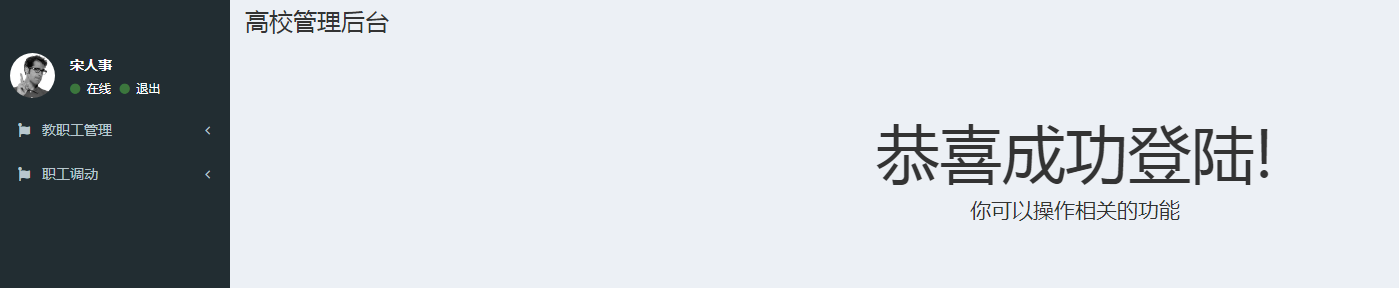 高校管理后台
宋人事
在线 退出
教职工管理
职工调动
恭喜成功登陆!
你可以操作相关的功能